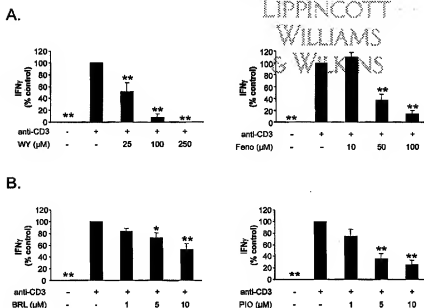 A.
LIPPINCOTT
WILLIAMS
& WILKINS
IFNγ
(% control)
120
100
80
60
40
20
0
**
**
**
**
anti-CD3 - + + + +
WY (μM) - - 25 100 250
IFNγ
(% control)
120
100
80
60
40
20
0
**
**
**
anti-CD3 - + + + +
Feno (μM) - - 10 50 100
B.
IFNγ
(% control)
120
100
80
60
40
20
0
**
*
**
anti-CD3 - + + + +
BRL (μM) - - 1 5 10
IFNγ
(% control)
120
100
80
60
40
20
0
**
**
**
anti-CD3 - + + + +
PIO (μM) - - 1 5 10